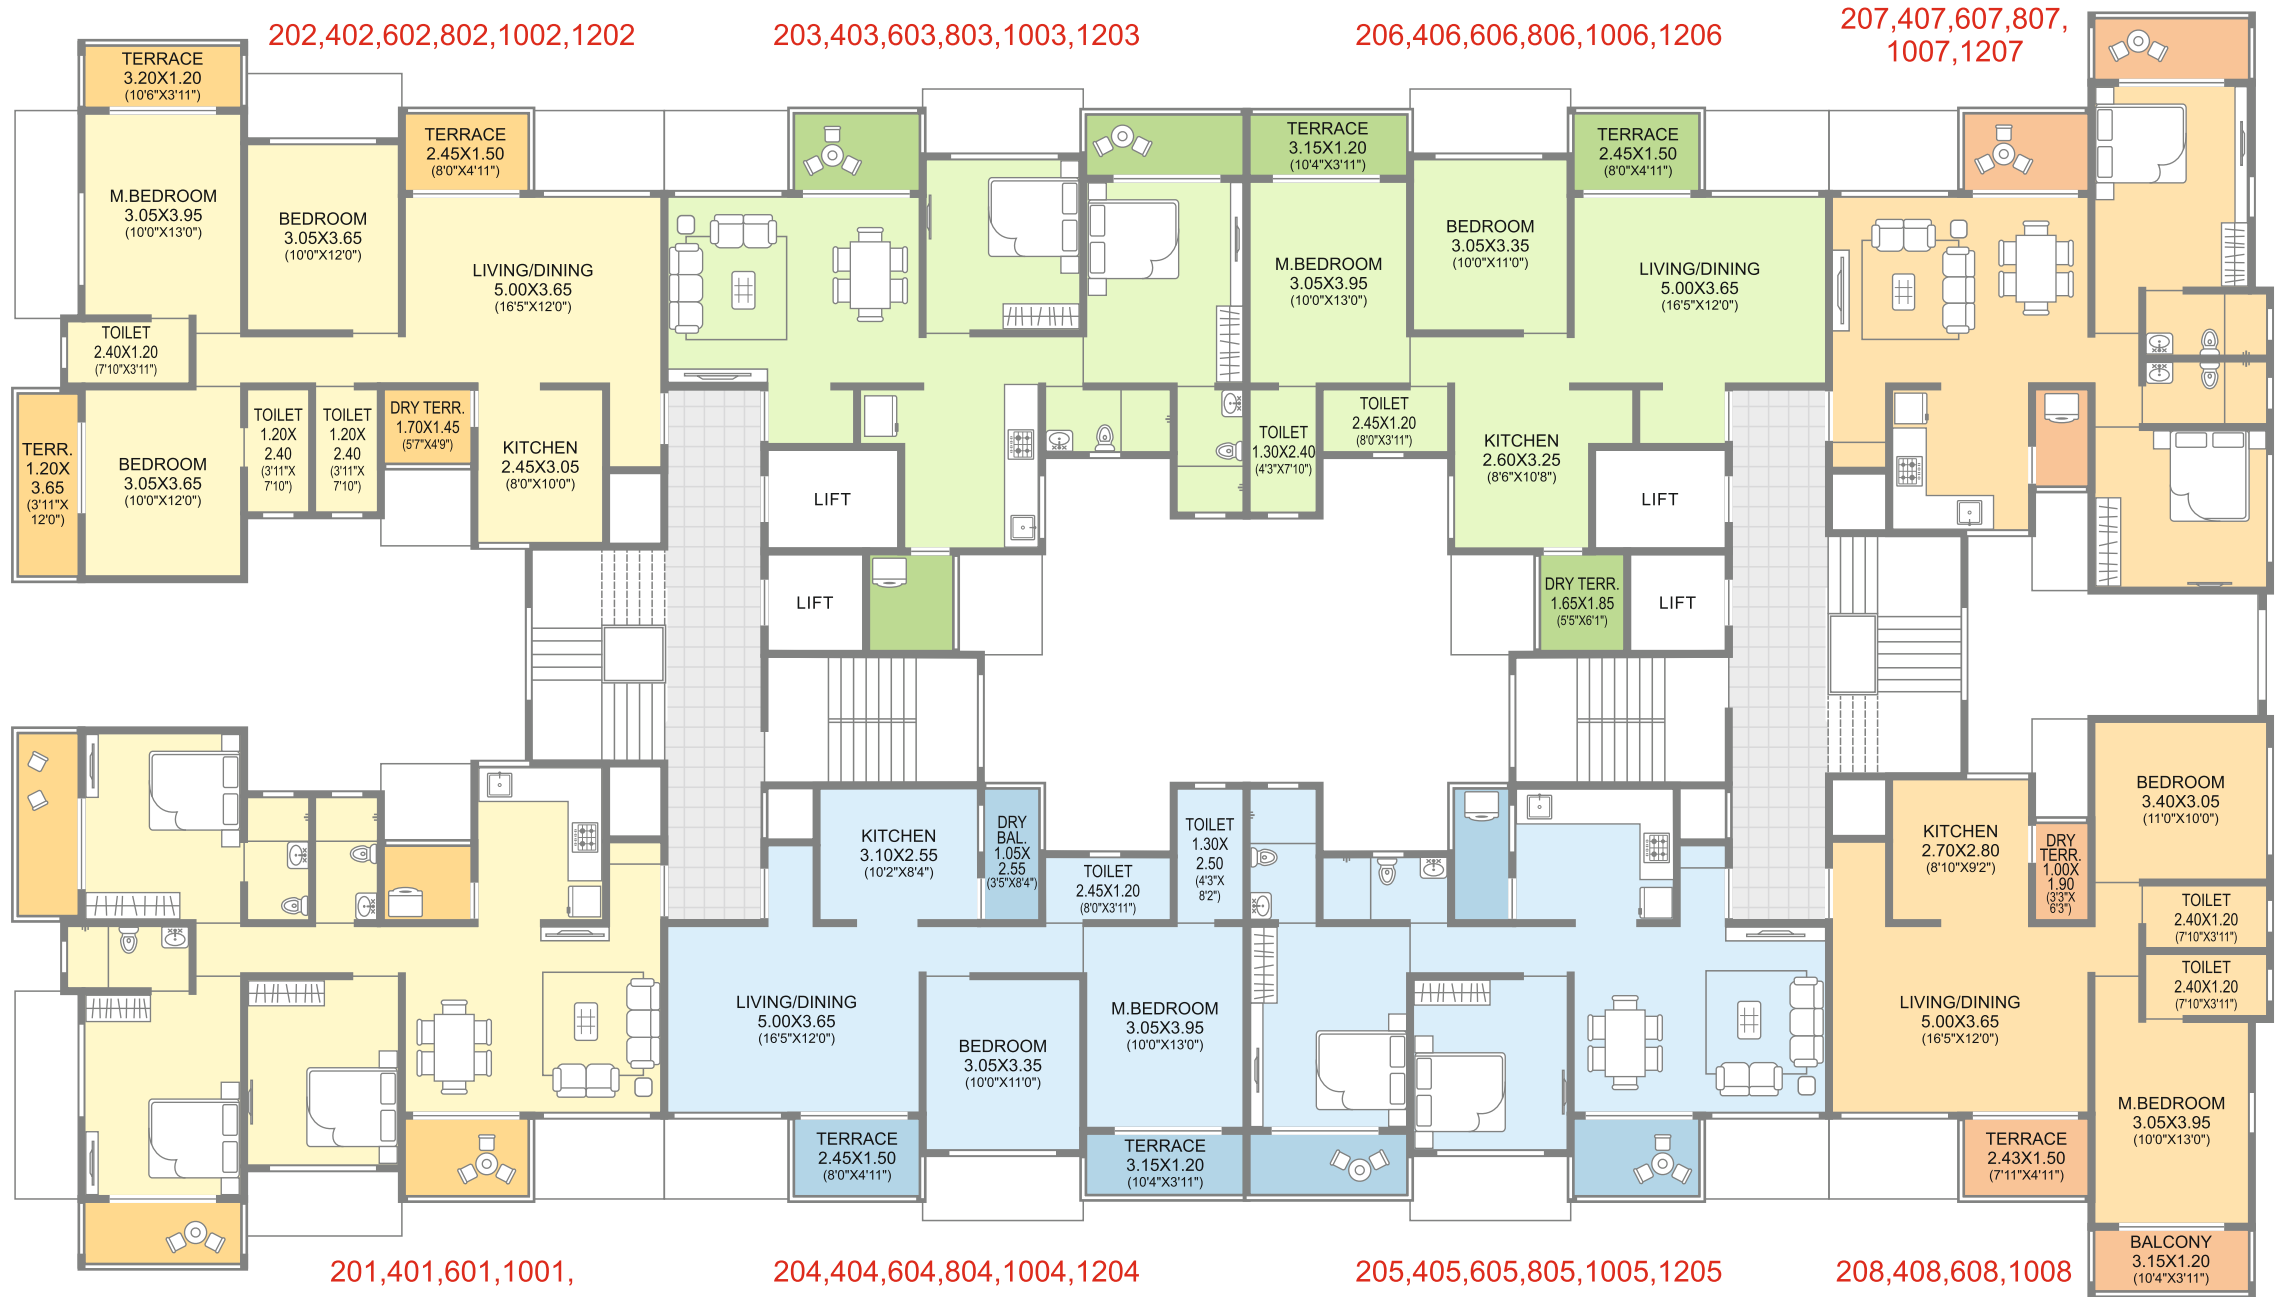 202,402,602,802,1002,1202
203,403,603,803,1003,1203
206,406,606,806,1006,1206
207,407,607,807,
1007,1207
TERRACE
3.20X1.20
(10'6"X3'11")
M.BEDROOM
3.05X3.95
(10'0"X13'0")
BEDROOM
3.05X3.65
(10'0"X12'0")
TERRACE
2.45X1.50
(8'0"X4'11")
LIVING/DINING
5.00X3.65
(16'5"X12'0")
TOILET
2.40X1.20
(7'10"X3'11")
TERR.
1.20X
3.65
(3'11"X
12'0")
BEDROOM
3.05X3.65
(10'0"X12'0")
TOILET
1.20X
2.40
(3'11"X
7'10")
TOILET
1.20X
2.40
(3'11"X
7'10")
DRY TERR.
1.70X1.45
(5'7"X4'9")
KITCHEN
2.45X3.05
(8'0"X10'0")
LIFT
LIFT
TERRACE
3.15X1.20
(10'4"X3'11")
M.BEDROOM
3.05X3.95
(10'0"X13'0")
BEDROOM
3.05X3.35
(10'0"X11'0")
TERRACE
2.45X1.50
(8'0"X4'11")
LIVING/DINING
5.00X3.65
(16'5"X12'0")
TOILET
1.30X2.40
(4'3"X7'10")
TOILET
2.45X1.20
(8'0"X3'11")
KITCHEN
2.60X3.25
(8'6"X10'8")
LIFT
DRY TERR.
1.65X1.85
(5'5"X6'1")
LIFT
KITCHEN
3.10X2.55
(10'2"X8'4")
DRY
BAL.
1.05X
2.55
(3'5"X8'4")
TOILET
2.45X1.20
(8'0"X3'11")
TOILET
1.30X
2.50
(4'3"X
8'2")
LIVING/DINING
5.00X3.65
(16'5"X12'0")
BEDROOM
3.05X3.35
(10'0"X11'0")
M.BEDROOM
3.05X3.95
(10'0"X13'0")
TERRACE
2.45X1.50
(8'0"X4'11")
TERRACE
3.15X1.20
(10'4"X3'11")
BEDROOM
3.40X3.05
(11'0"X10'0")
KITCHEN
2.70X2.80
(8'10"X9'2")
DRY
TERR.
1.00X
1.90
(3'3"X
6'3")
TOILET
2.40X1.20
(7'10"X3'11")
TOILET
2.40X1.20
(7'10"X3'11")
LIVING/DINING
5.00X3.65
(16'5"X12'0")
M.BEDROOM
3.05X3.95
(10'0"X13'0")
TERRACE
2.43X1.50
(7'11"X4'11")
BALCONY
3.15X1.20
(10'4"X3'11")
201,401,601,1001,
204,404,604,804,1004,1204
205,405,605,805,1005,1205
208,408,608,1008